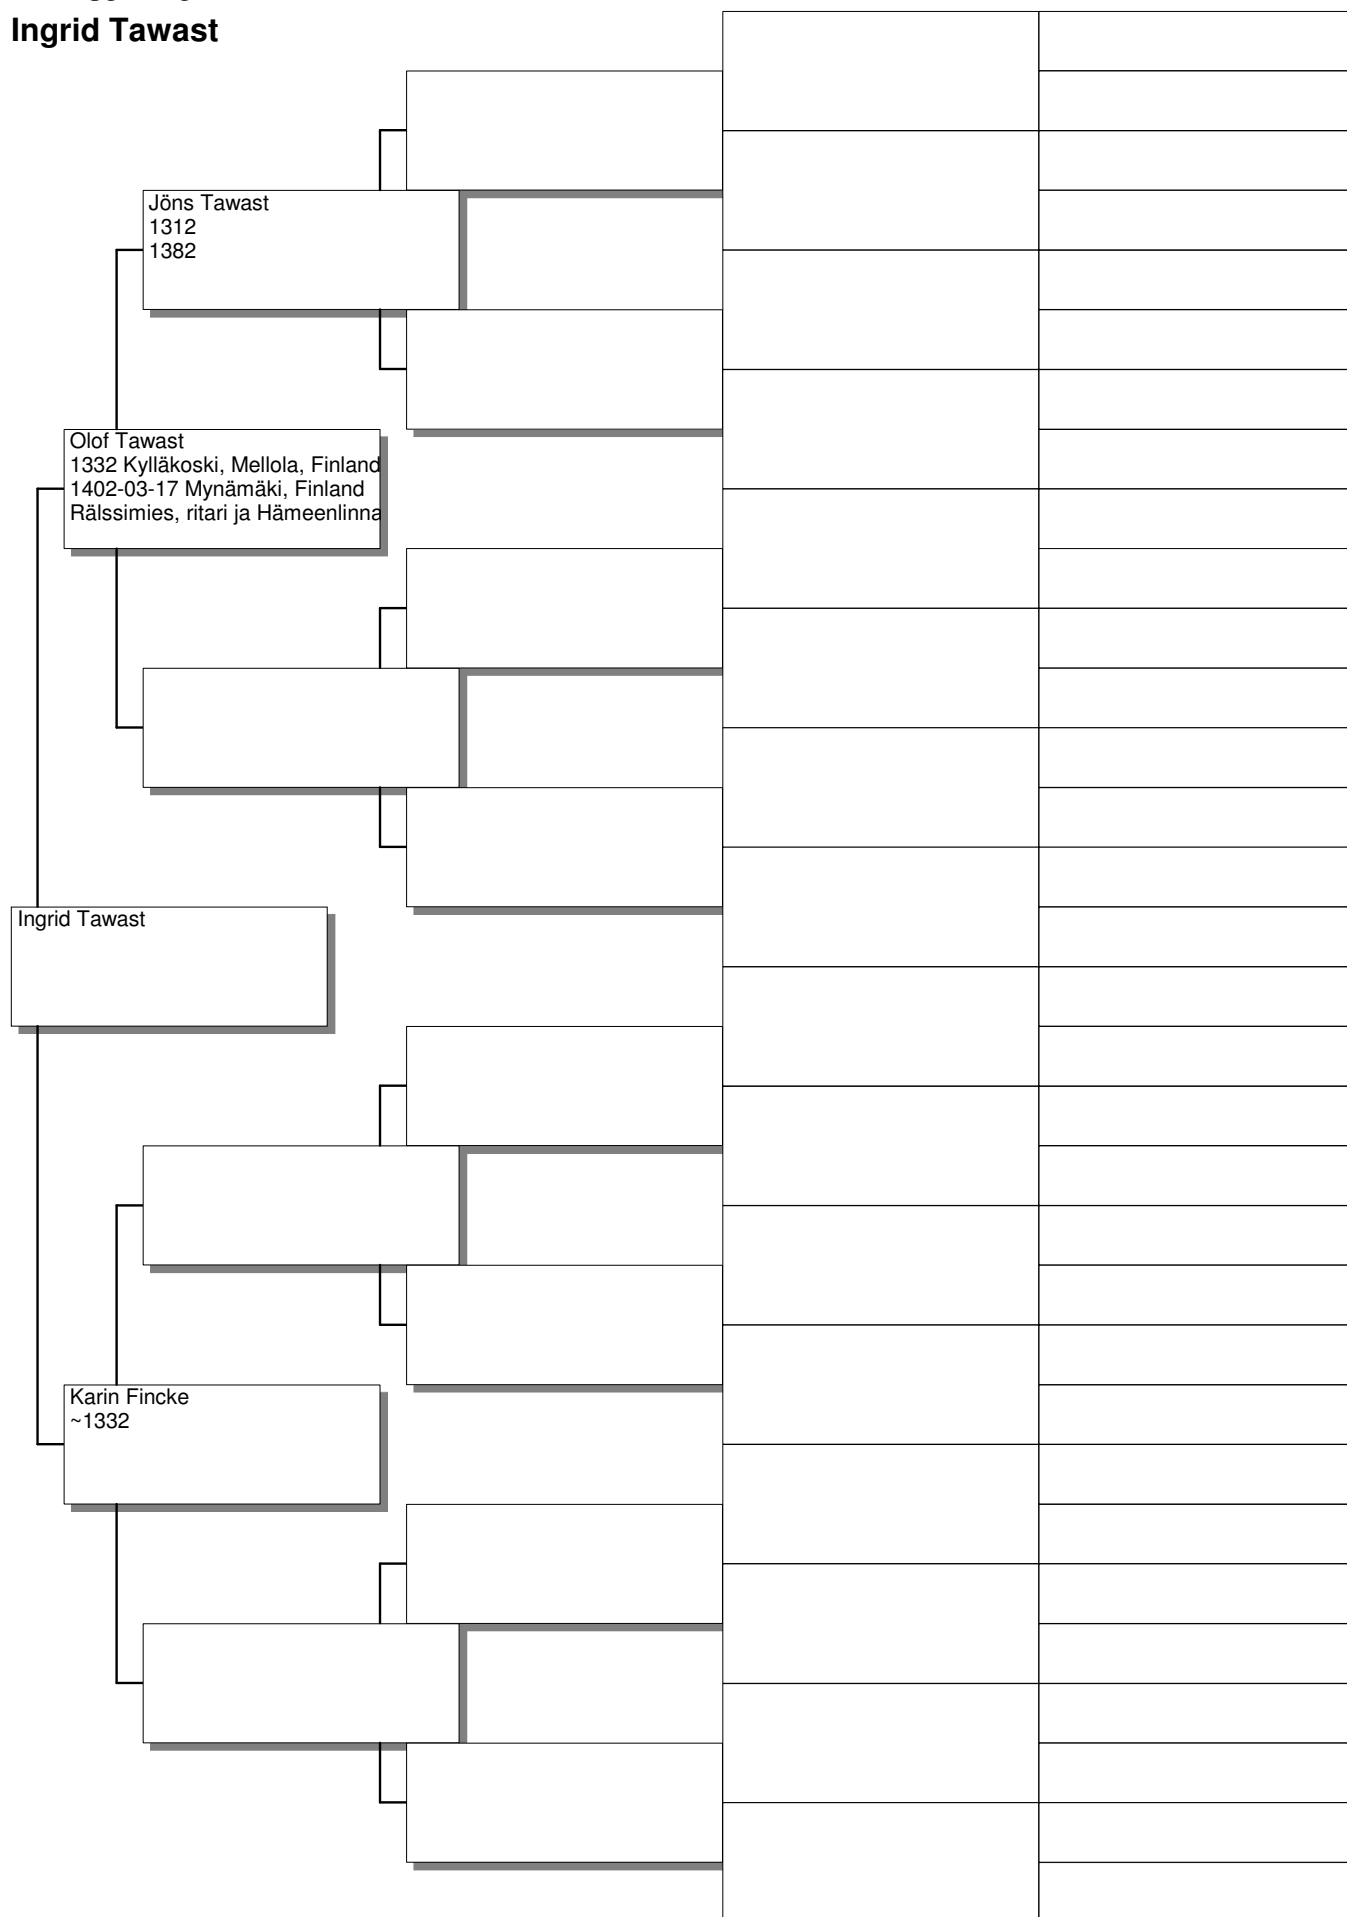 Ingrid Tawast
Jöns Tawast
1312
1382
Olof Tawast
1332 Kylläkoski, Mellola, Finland
1402-03-17 Mynämäki, Finland
Rälssimies, ritari ja Hämeenlinna
Ingrid Tawast
Karin Fincke
~1332